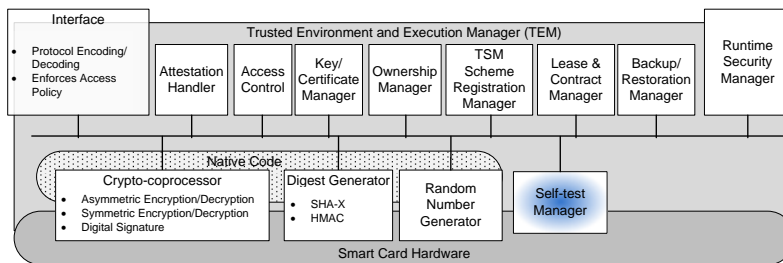 Interface
• Protocol Encoding/
Decoding
• Enforces Access
Policy
Trusted Environment and Execution Manager (TEM)
Attestation
Handler
Access
Control
Key/
Certificate
Manager
Ownership
Manager
TSM
Scheme
Registration
Manager
Lease &
Contract
Manager
Backup/
Restoration
Manager
Runtime
Security
Manager
Native Code
Crypto-coprocessor
• Asymmetric Encryption/Decryption
• Symmetric Encryption/Decryption
• Digital Signature
Digest Generator
• SHA-X
• HMAC
Random
Number
Generator
Self-test
Manager
Smart Card Hardware